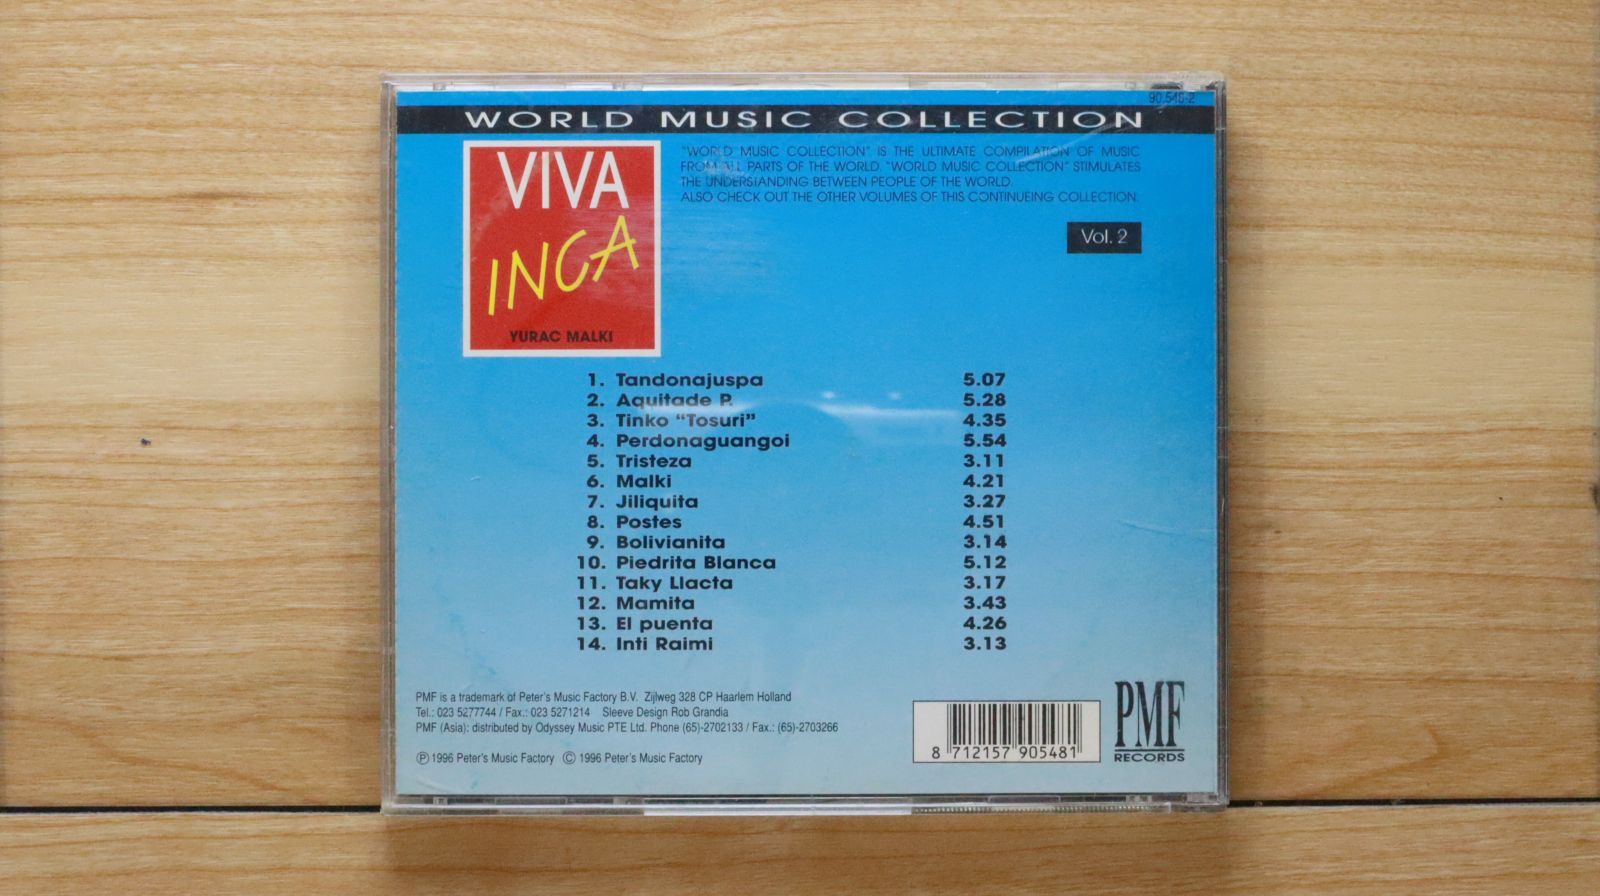 90.548-2
WORLD MUSIC COLLECTION
"WORLD MUSIC COLLECTION" IS THE ULTIMATE COMPILATION OF MUSIC
FROM ALL PARTS OF THE WORLD. "WORLD MUSIC COLLECTION" STIMULATES
THE UNDERSTANDING BETWEEN PEOPLE OF THE WORLD.
ALSO CHECK OUT THE OTHER VOLUMES OF THIS CONTINUEING COLLECTION.
VIVA
INCA
YURAC MALKI
Vol. 2
1. Tandonajuspa 5.07
2. Aquitade P. 5.28
3. Tinko "Tosuri" 4.35
4. Perdonaguangoi 5.54
5. Tristeza 3.11
6. Malki 4.21
7. Jiliquita 3.27
8. Postes 4.51
9. Bolivianita 3.14
10. Piedrita Blanca 5.12
11. Taky Llacta 3.17
12. Mamita 3.43
13. El puenta 4.26
14. Inti Raimi 3.13
PMF is a trademark of Peter's Music Factory B.V. Zijlweg 328 CP Haarlem Holland
Tel.: 023 5277744 / Fax.: 023 5271214 Sleeve Design Rob Grandia
PMF (Asia): distributed by Odyssey Music PTE Ltd. Phone (65)-2702133 / Fax.: (65)-2703266
Ⓟ 1996 Peter's Music Factory © 1996 Peter's Music Factory
8 712157 905481
PMF
RECORDS